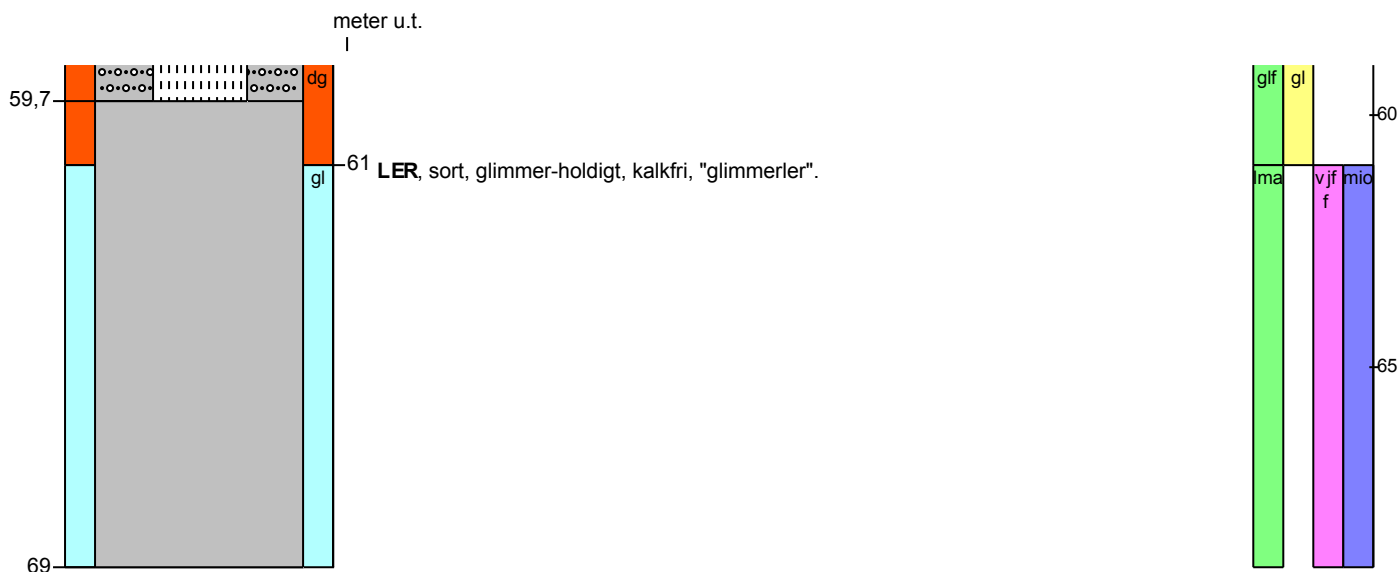 meter u.t.
dg
glf gl
59,7
60
61 LER, sort, glimmer-holdigt, kalkfri, "glimmerler".
gl
lma vjf mio
f
65
69